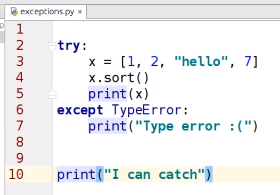 exceptions.py ×
1
2 try:
3 x = [1, 2, "hello", 7]
4 x.sort()
5 print(x)
6 except TypeError:
7 print("Type error :(")
8
9
10 print("I can catch")